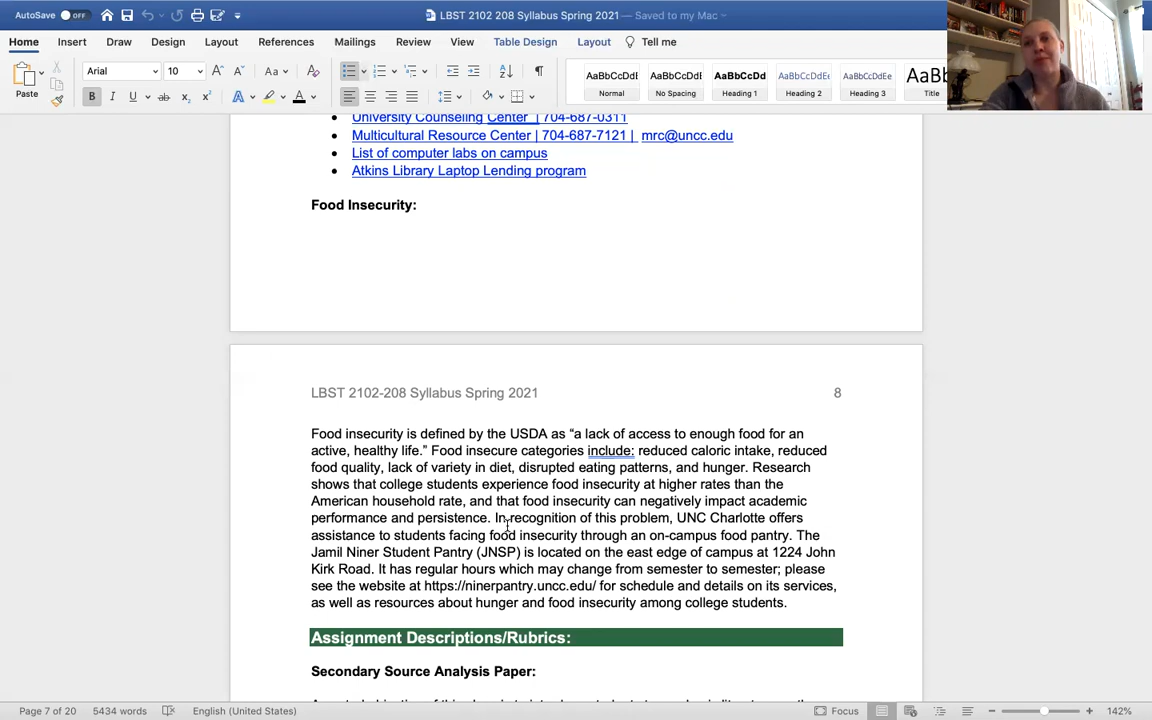 AutoSave OFF LBST 2102 208 Syllabus Spring 2021 — Saved to my Mac
Home Insert Draw Design Layout References Mailings Review View Table Design Layout Tell me
Paste Arial 10 Aa AaBbCcDdEe AaBbCcDdEe AaBbCcDd AaBbCcDdEe AaBbCcDdEe
Normal No Spacing Heading 1 Heading 2 Heading 3 Title
University Counseling Center | 704-687-0311
Multicultural Resource Center | 704-687-7121 | mrc@uncc.edu
List of computer labs on campus
Atkins Library Laptop Lending program
Food Insecurity:
LBST 2102-208 Syllabus Spring 2021 8
Food insecurity is defined by the USDA as “a lack of access to enough food for an
active, healthy life.” Food insecure categories include: reduced caloric intake, reduced
food quality, lack of variety in diet, disrupted eating patterns, and hunger. Research
shows that college students experience food insecurity at higher rates than the
American household rate, and that food insecurity can negatively impact academic
performance and persistence. In recognition of this problem, UNC Charlotte offers
assistance to students facing food insecurity through an on-campus food pantry. The
Jamil Niner Student Pantry (JNSP) is located on the east edge of campus at 1224 John
Kirk Road. It has regular hours which may change from semester to semester; please
see the website at https://ninerpantry.uncc.edu/ for schedule and details on its services,
as well as resources about hunger and food insecurity among college students.
Assignment Descriptions/Rubrics:
Secondary Source Analysis Paper:
Page 7 of 20 5434 words English (United States) Focus 142%